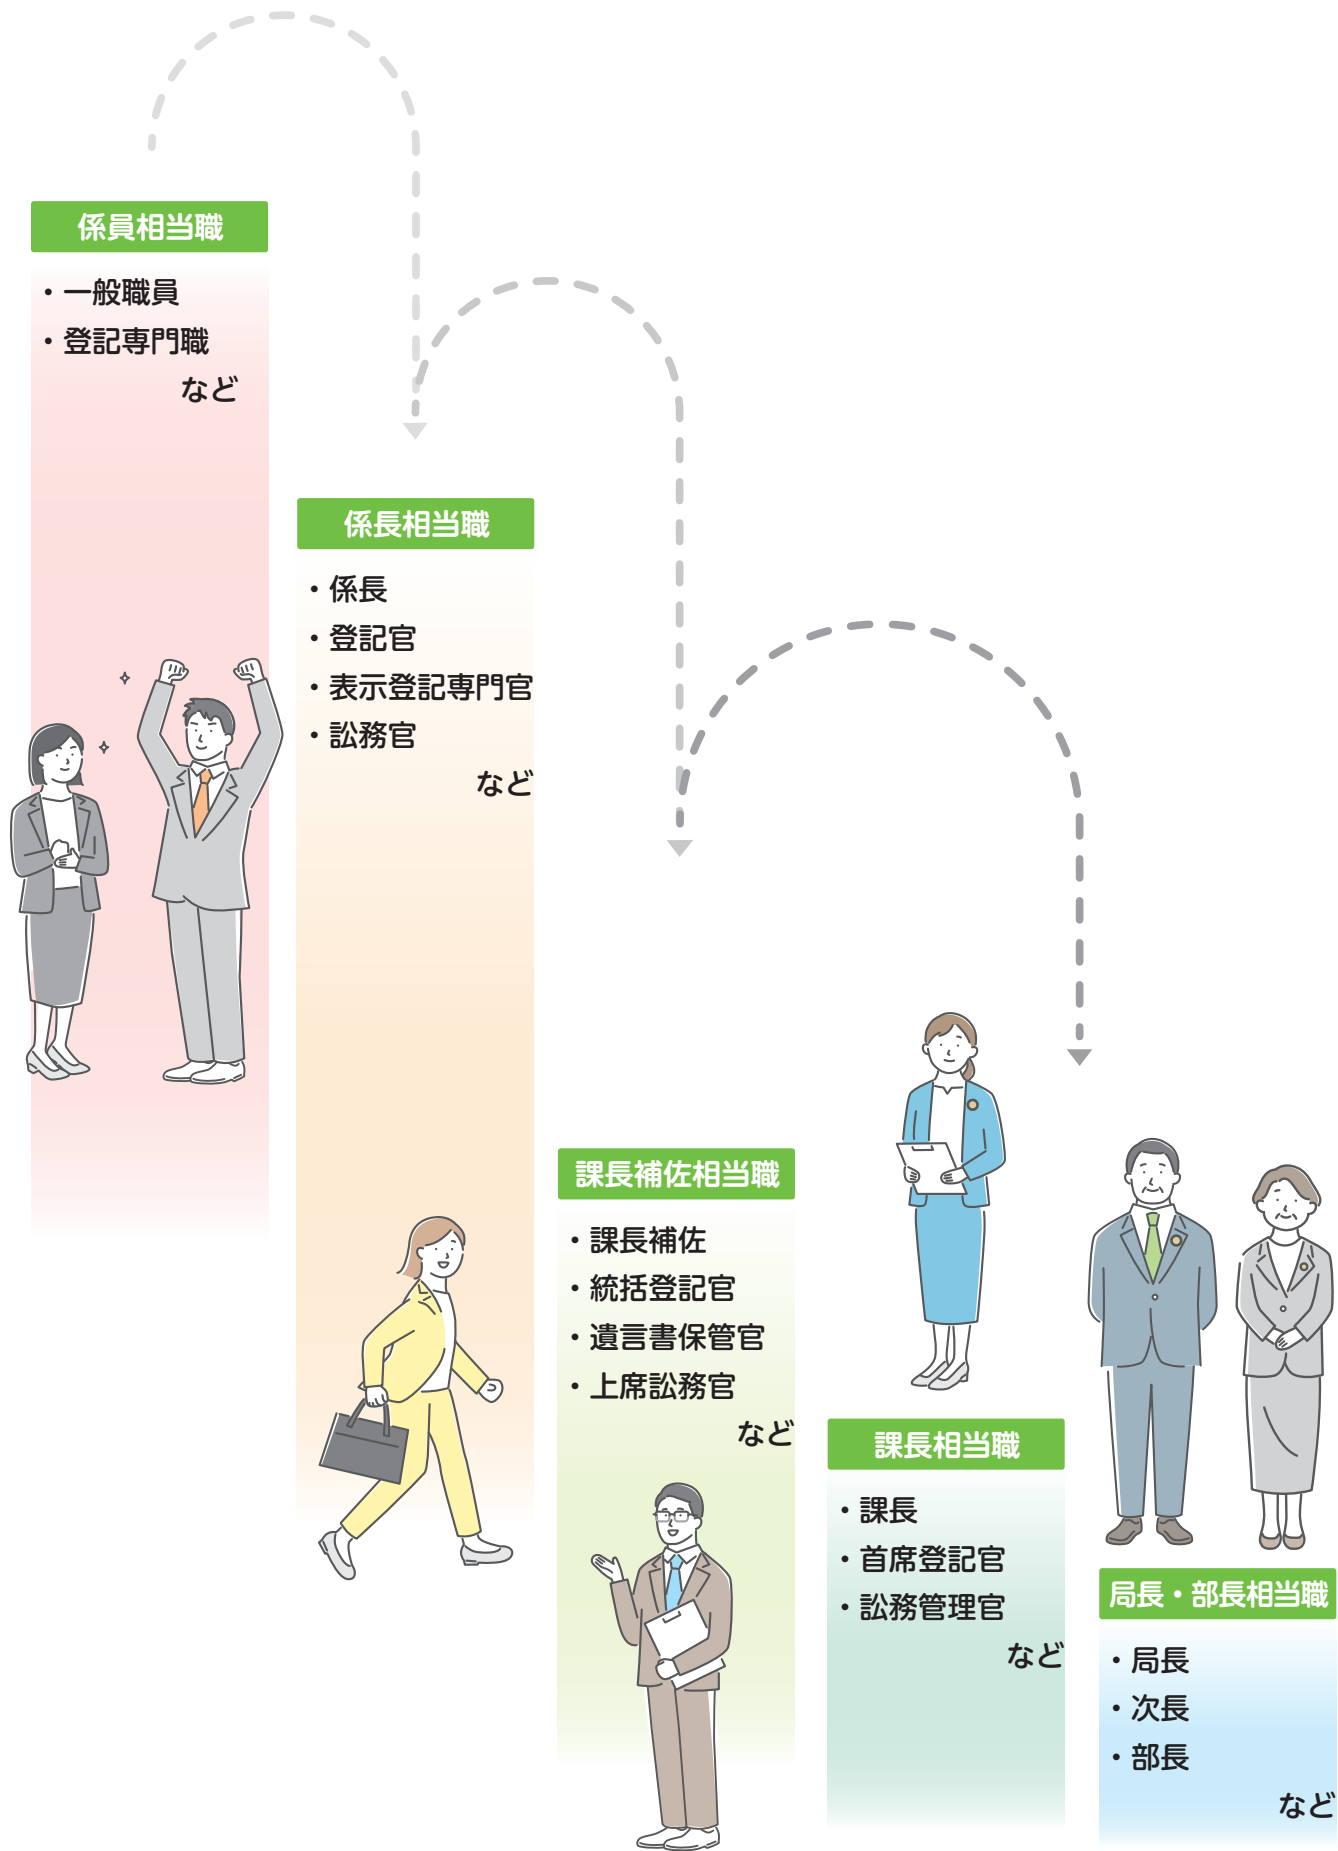 係員相当職
・一般職員
・登記専門職
など
係長相当職
・係長
・登記官
・表示登記専門官
・訟務官
など
課長補佐相当職
・課長補佐
・統括登記官
・遺言書保管官
・上席訟務官
など
課長相当職
・課長
・首席登記官
・訟務管理官
など
局長・部長相当職
・局長
・次長
・部長
など